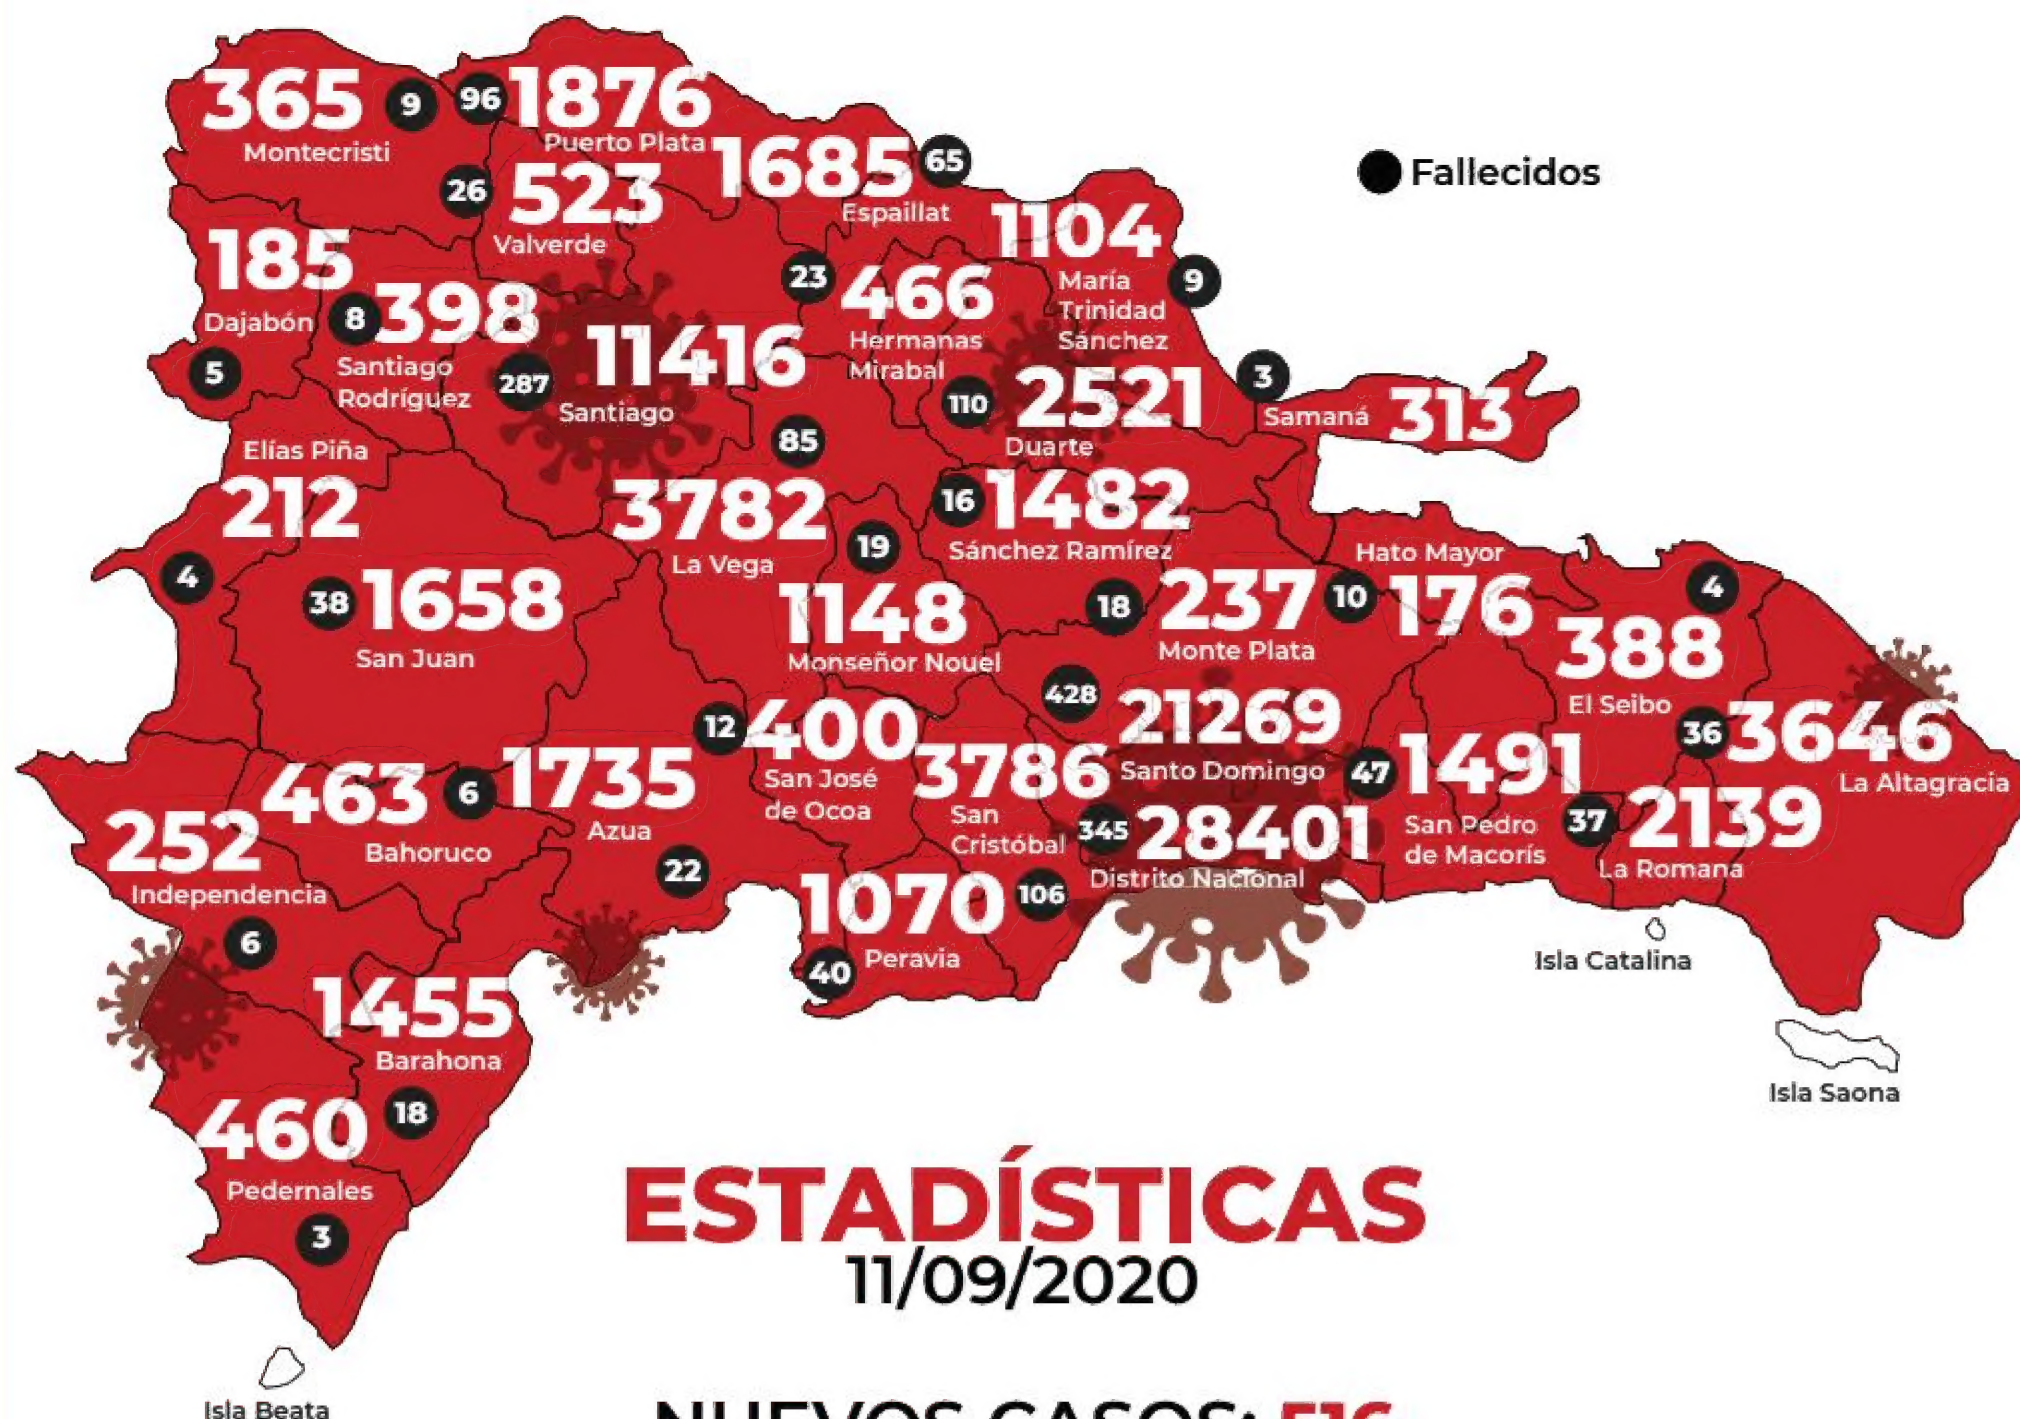 365 9
Montecristi
96 1876
Puerto Plata
1685 65
Espaillat
Fallecidos
26 523
Valverde
1104 9
María
Trinidad
Sánchez
185
Dajabón
5
8 398
Santiago
Rodríguez
287 11416
Santiago
23 466
Hermanas
Mirabal
110 2521
Duarte
3
Samaná 313
Elías Piña
212
4
85
3782
La Vega
16 1482
Sánchez Ramírez
19
1148
Monseñor Nouel
38 1658
San Juan
18 237
Monte Plata
Hato Mayor
10 176
4
388
El Seibo
428 21269
Santo Domingo
36 3646
La Altagracia
12 400
San José
de Ocoa
3786
San
Cristóbal
106
345 28401
Distrito Nacional
47 1491
San Pedro
de Macorís
37 2139
La Romana
463 6
Bahoruco
1735
Azua
22
252
Independencia
6
1070
Peravia
40
1455
Barahona
18
460
Pedernales
3
Isla Catalina
Isla Saona
ESTADÍSTICAS
11/09/2020
Isla Beata
NUEVOS CASOS: 516